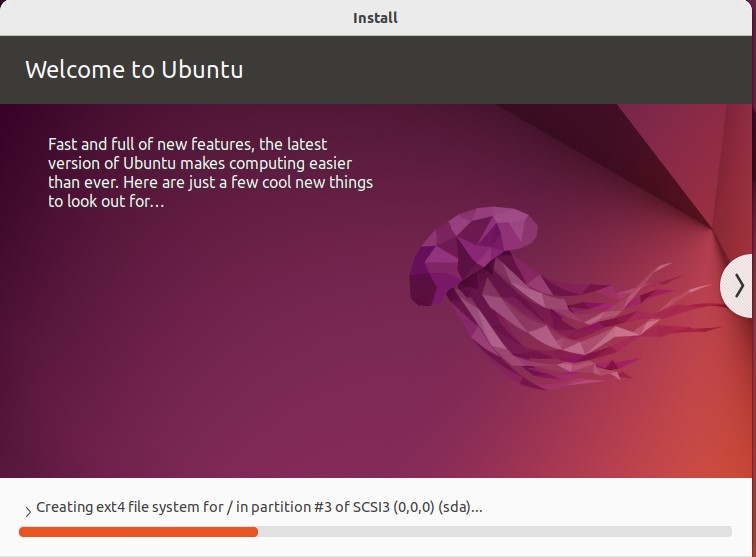 Install
Welcome to Ubuntu
Fast and full of new features, the latest
version of Ubuntu makes computing easier
than ever. Here are just a few cool new things
to look out for…
Creating ext4 file system for / in partition #3 of SCSI3 (0,0,0) (sda)...